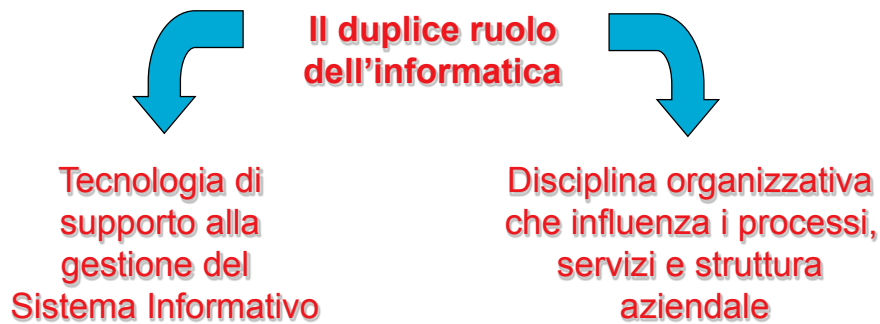 Il duplice ruolo
dell’informatica
Tecnologia di
supporto alla
gestione del
Sistema Informativo
Disciplina organizzativa
che influenza i processi,
servizi e struttura
aziendale